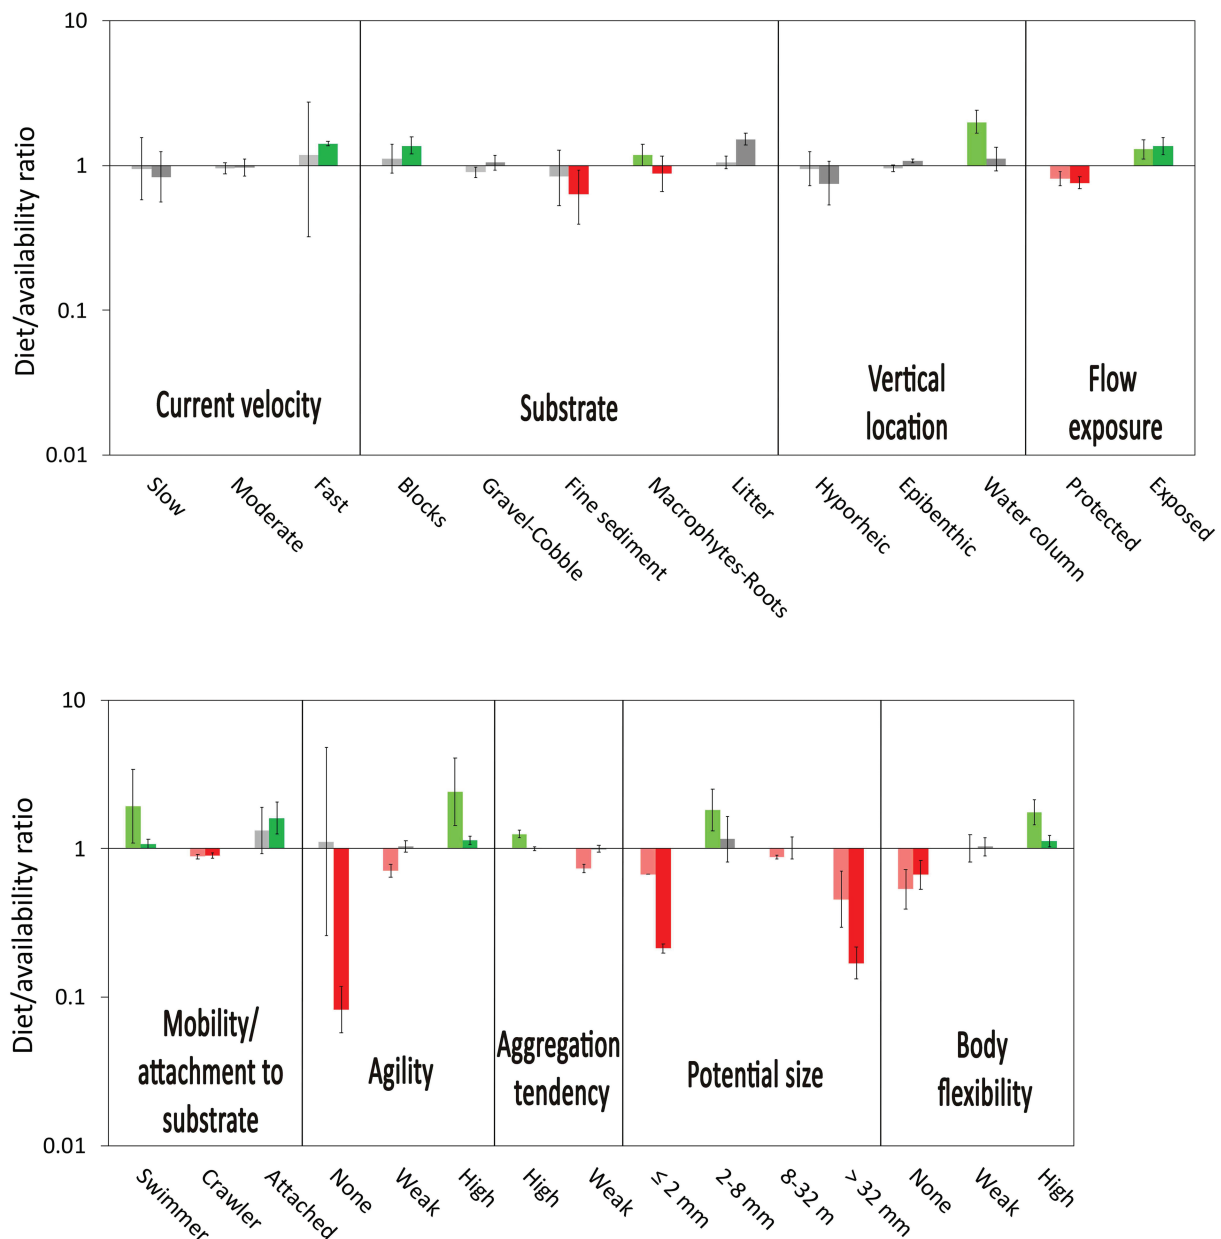 10
1
0.1
0.01
Diet/availability ratio
Current velocity
Substrate
Vertical
location
Flow
exposure
Slow
Moderate
Fast
Blocks
Gravel-Cobble
Fine sediment
Macrophytes-Roots
Litter
Hyporheic
Epibenthic
Water column
Protected
Exposed
10
1
0.1
0.01
Diet/availability ratio
Mobility/
attachment to
substrate
Agility
Aggregation
tendency
Potential size
Body
flexibility
Swimmer
Crawler
Attached
None
Weak
High
High
Weak
≤ 2 mm
2-8 mm
8-32 m
> 32 mm
None
Weak
High